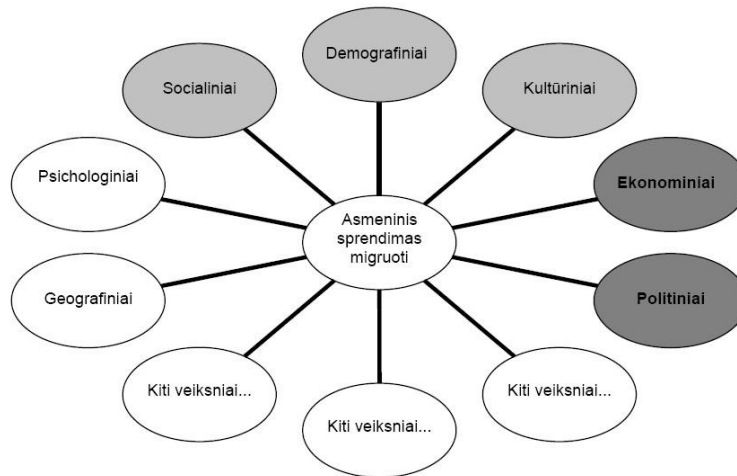 Demografiniai
Socialiniai
Kultūriniai
Psichologiniai
Ekonominiai
Asmeninis
sprendimas
migruoti
Geografiniai
Politiniai
Kiti veiksniai...
Kiti veiksniai...
Kiti veiksniai...